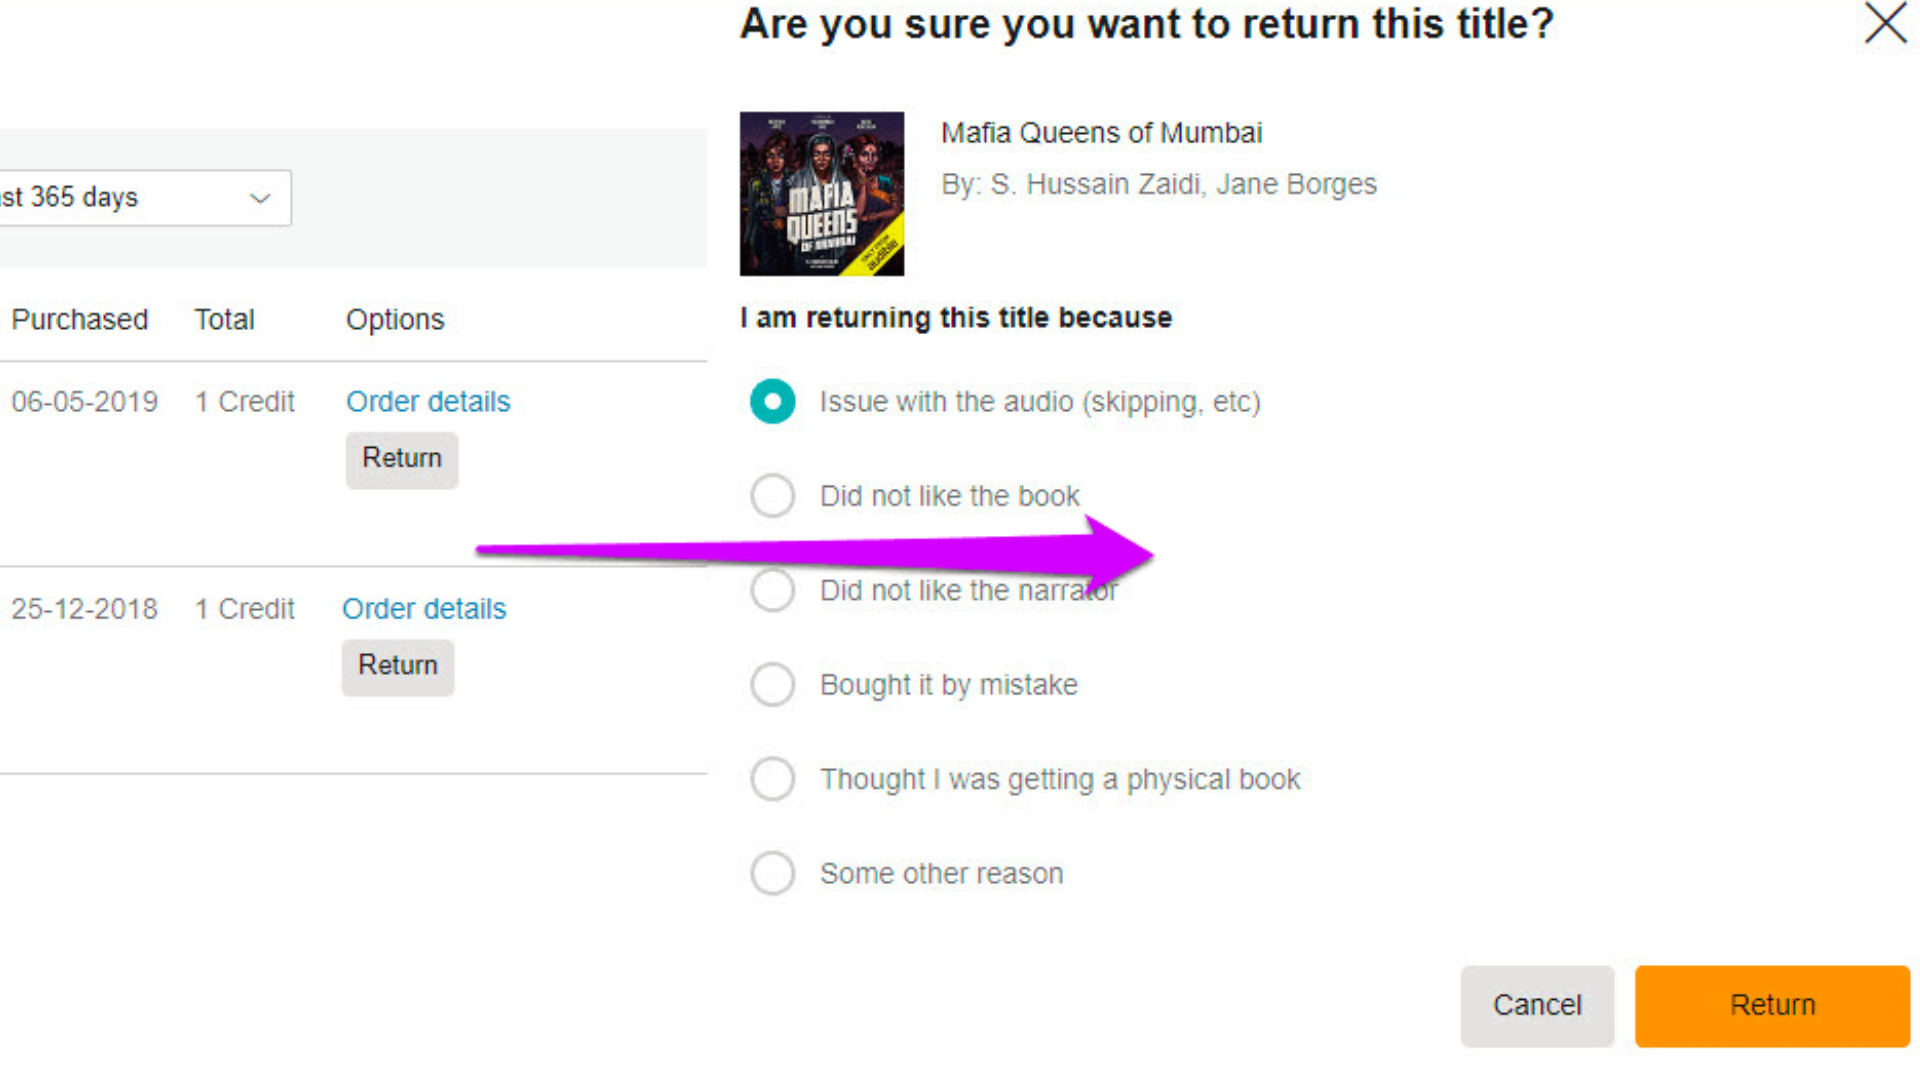 Are you sure you want to return this title?
Mafia Queens of Mumbai
By: S. Hussain Zaidi, Jane Borges
MAFIA
QUEENS
OF MUMBAI
ONLY FROM
audible
st 365 days
Purchased Total Options
06-05-2019 1 Credit Order details
Return
25-12-2018 1 Credit Order details
Return
I am returning this title because
Issue with the audio (skipping, etc)
Did not like the book
Did not like the narrator
Bought it by mistake
Thought I was getting a physical book
Some other reason
Cancel
Return